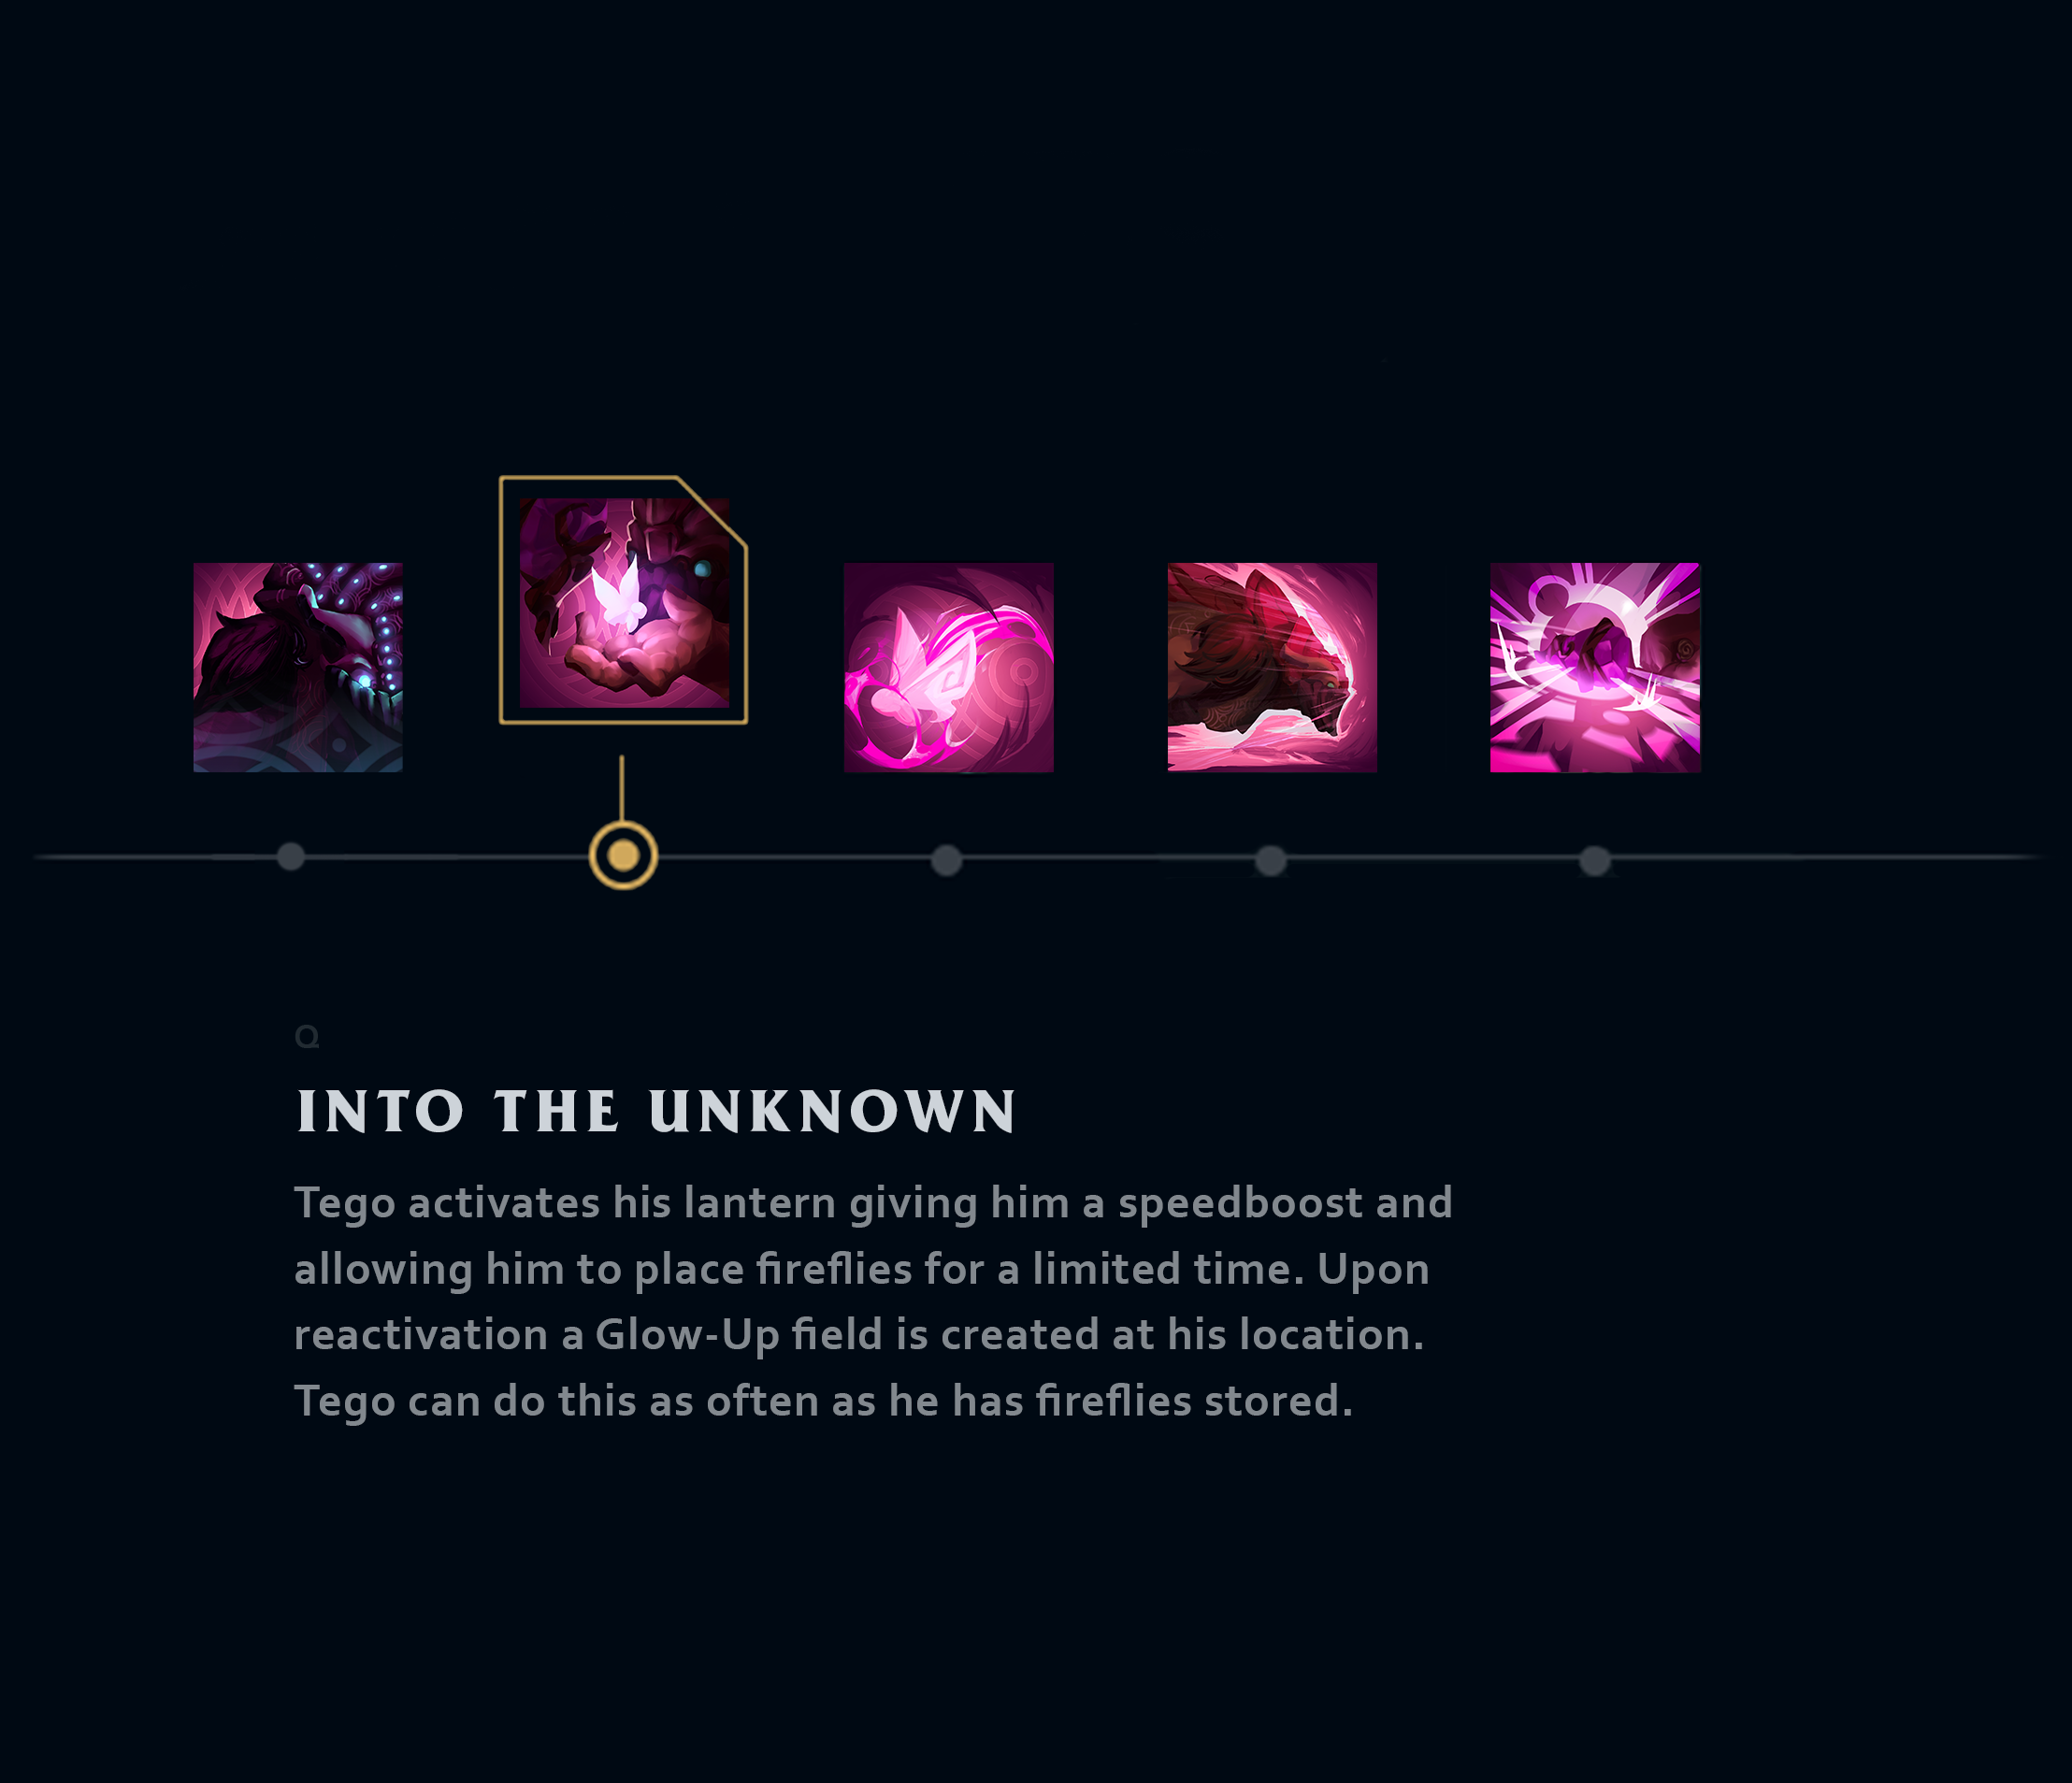 Q
INTO THE UNKNOWN
Tego activates his lantern giving him a speedboost and
allowing him to place fireflies for a limited time. Upon
reactivation a Glow-Up field is created at his location.
Tego can do this as often as he has fireflies stored.